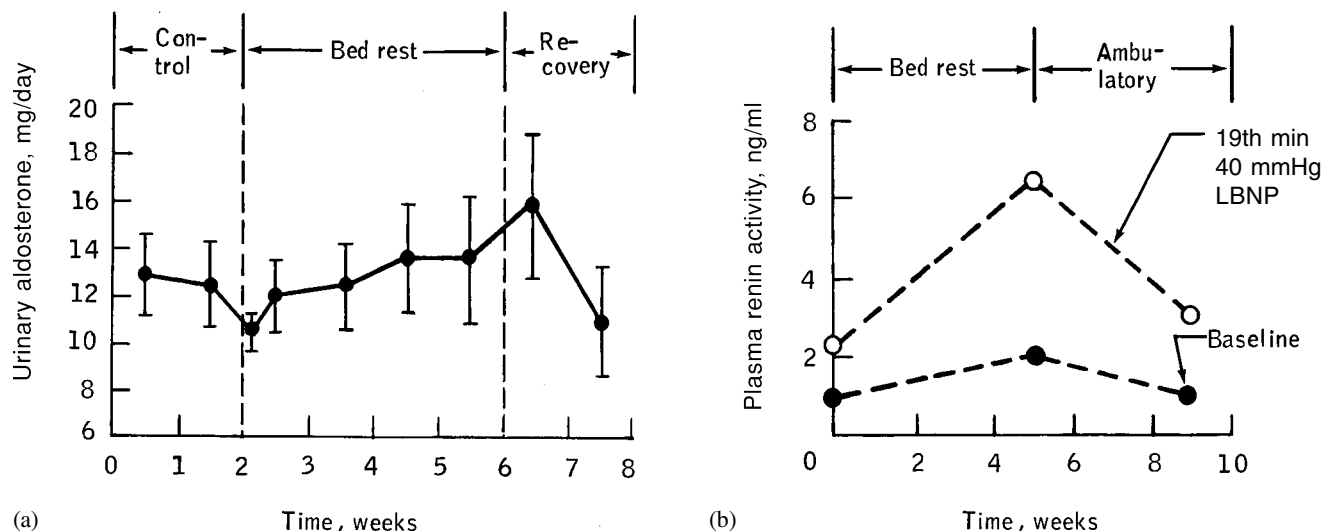 Con-
trol
Bed rest
Re-
covery
Urinary aldosterone, mg/day
20
18
16
14
12
10
8
6
0 1 2 3 4 5 6 7 8
(a)
Time, weeks
Bed rest
Ambu-
latory
Plasma renin activity, ng/ml
8
6
4
2
0 2 4 6 8 10
19th min
40 mmHg
LBNP
Baseline
(b)
Time, weeks